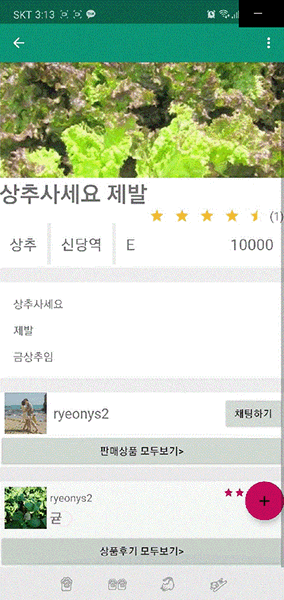 SKT 3:13
상추사세요 제발
(1)
상추 신당역 E 10000
상추사세요
제발
금상추임
ryeonys2 채팅하기
판매상품 모두보기>
ryeonys2
귣
상품후기 모두보기>